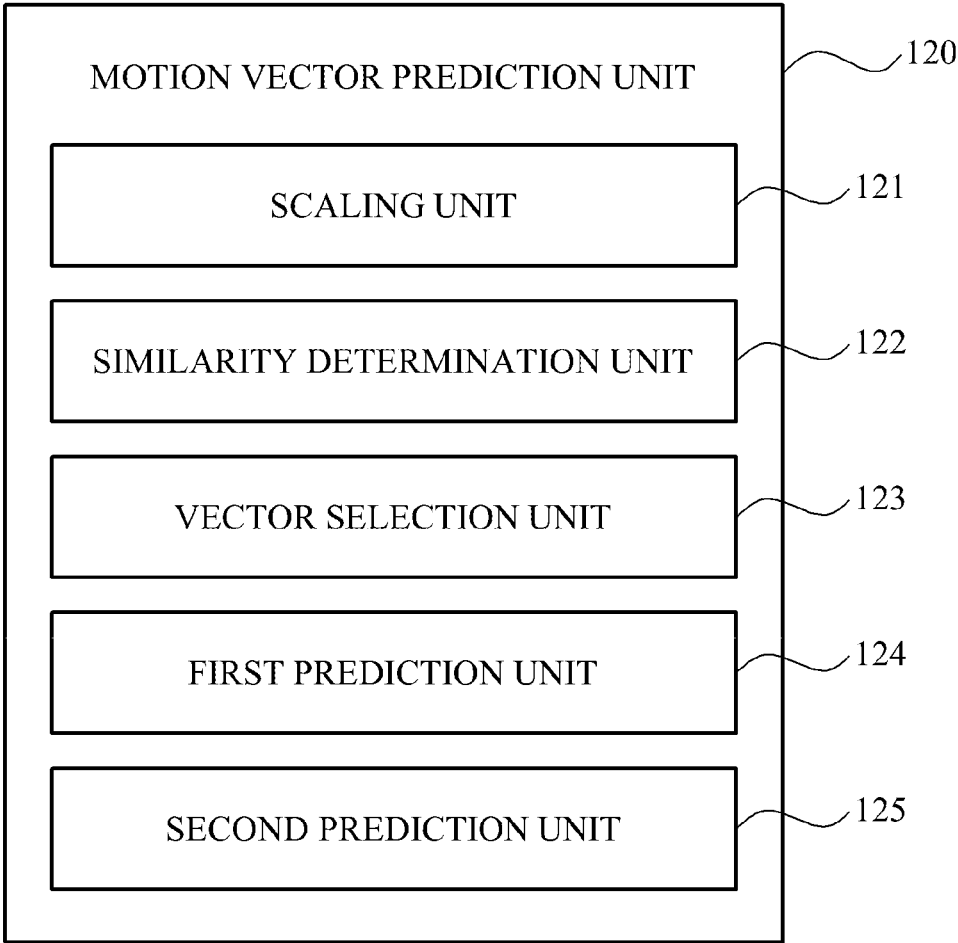 MOTION VECTOR PREDICTION UNIT
120
SCALING UNIT
121
SIMILARITY DETERMINATION UNIT
122
VECTOR SELECTION UNIT
123
FIRST PREDICTION UNIT
124
SECOND PREDICTION UNIT
125